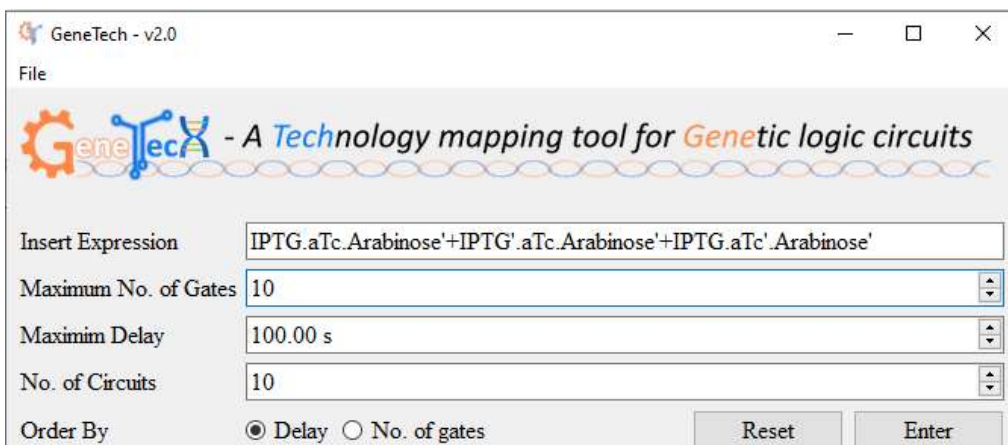 GeneTech - v2.0
File
GeneTech - A Technology mapping tool for Genetic logic circuits
Insert Expression IPTG.aTc.Arabinose'+IPTG'.aTc.Arabinose'+IPTG.aTc'.Arabinose'
Maximum No. of Gates 10
Maximim Delay 100.00 s
No. of Circuits 10
Order By Delay No. of gates Reset Enter